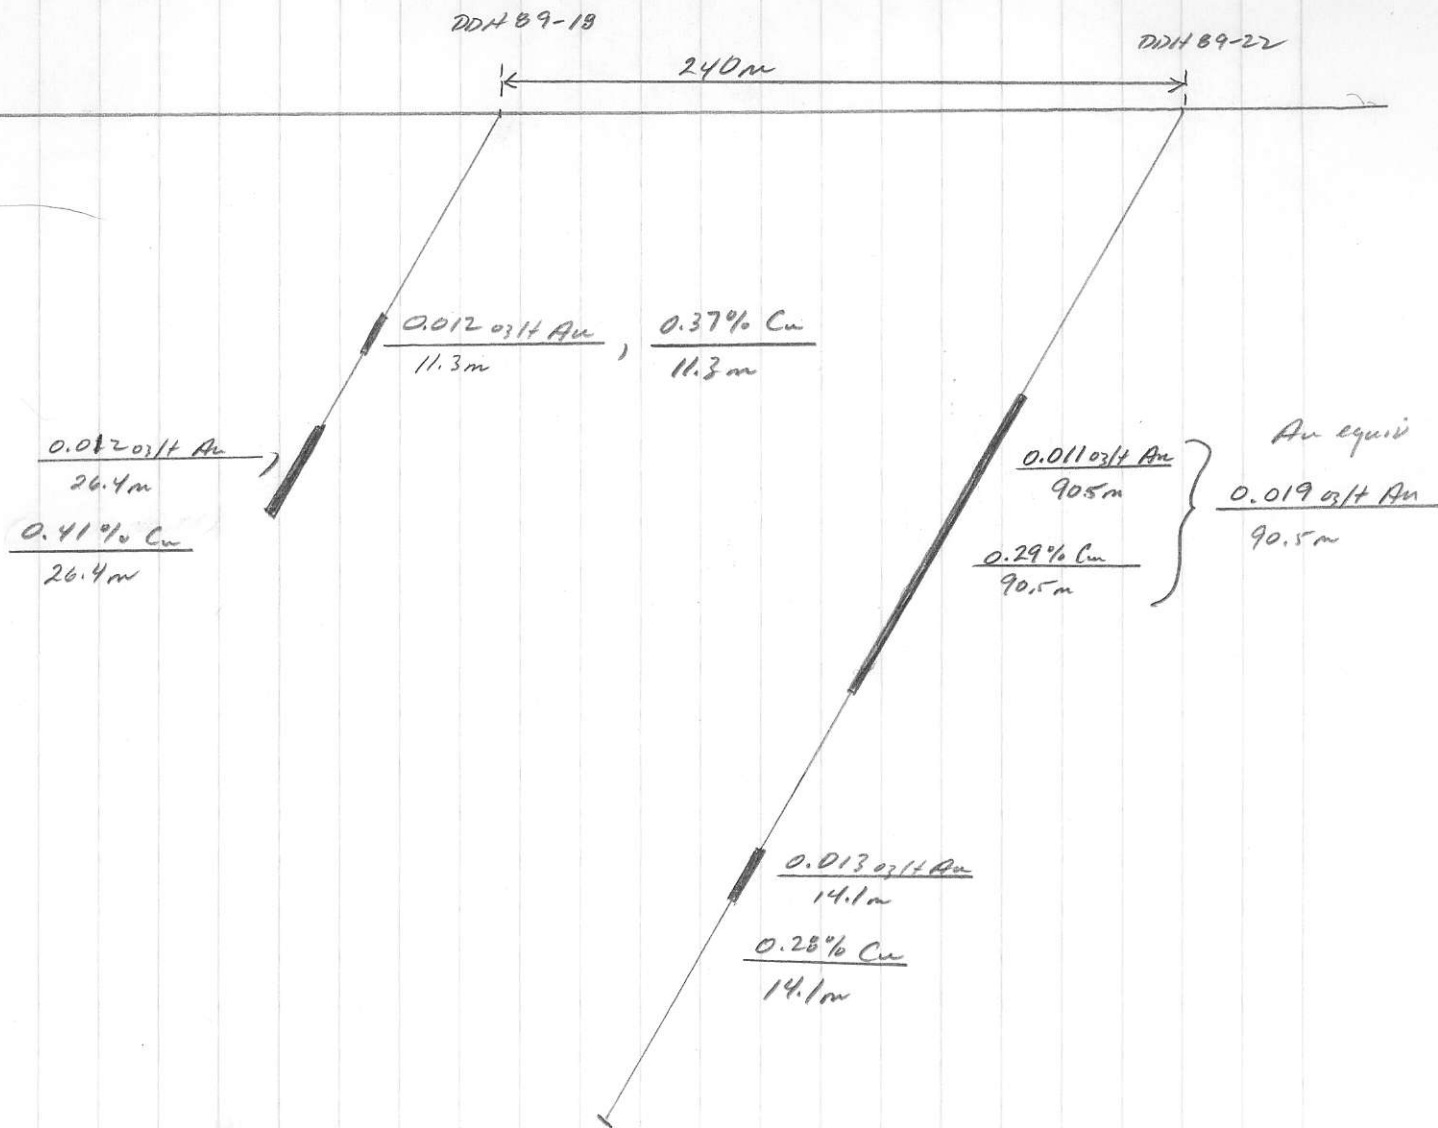 DDH 89-18
DDH 89-22
240m
0.012 oz/t Au , 0.37% Cu
11.3m 11.3m
0.012 oz/t Au ,
26.4m
0.41% Cu
26.4m
0.011 oz/t Au
90.5m
0.29% Cu
90.5m
Au equiv
0.019 oz/t Au
90.5m
0.013 oz/t Au
14.1m
0.28% Cu
14.1m